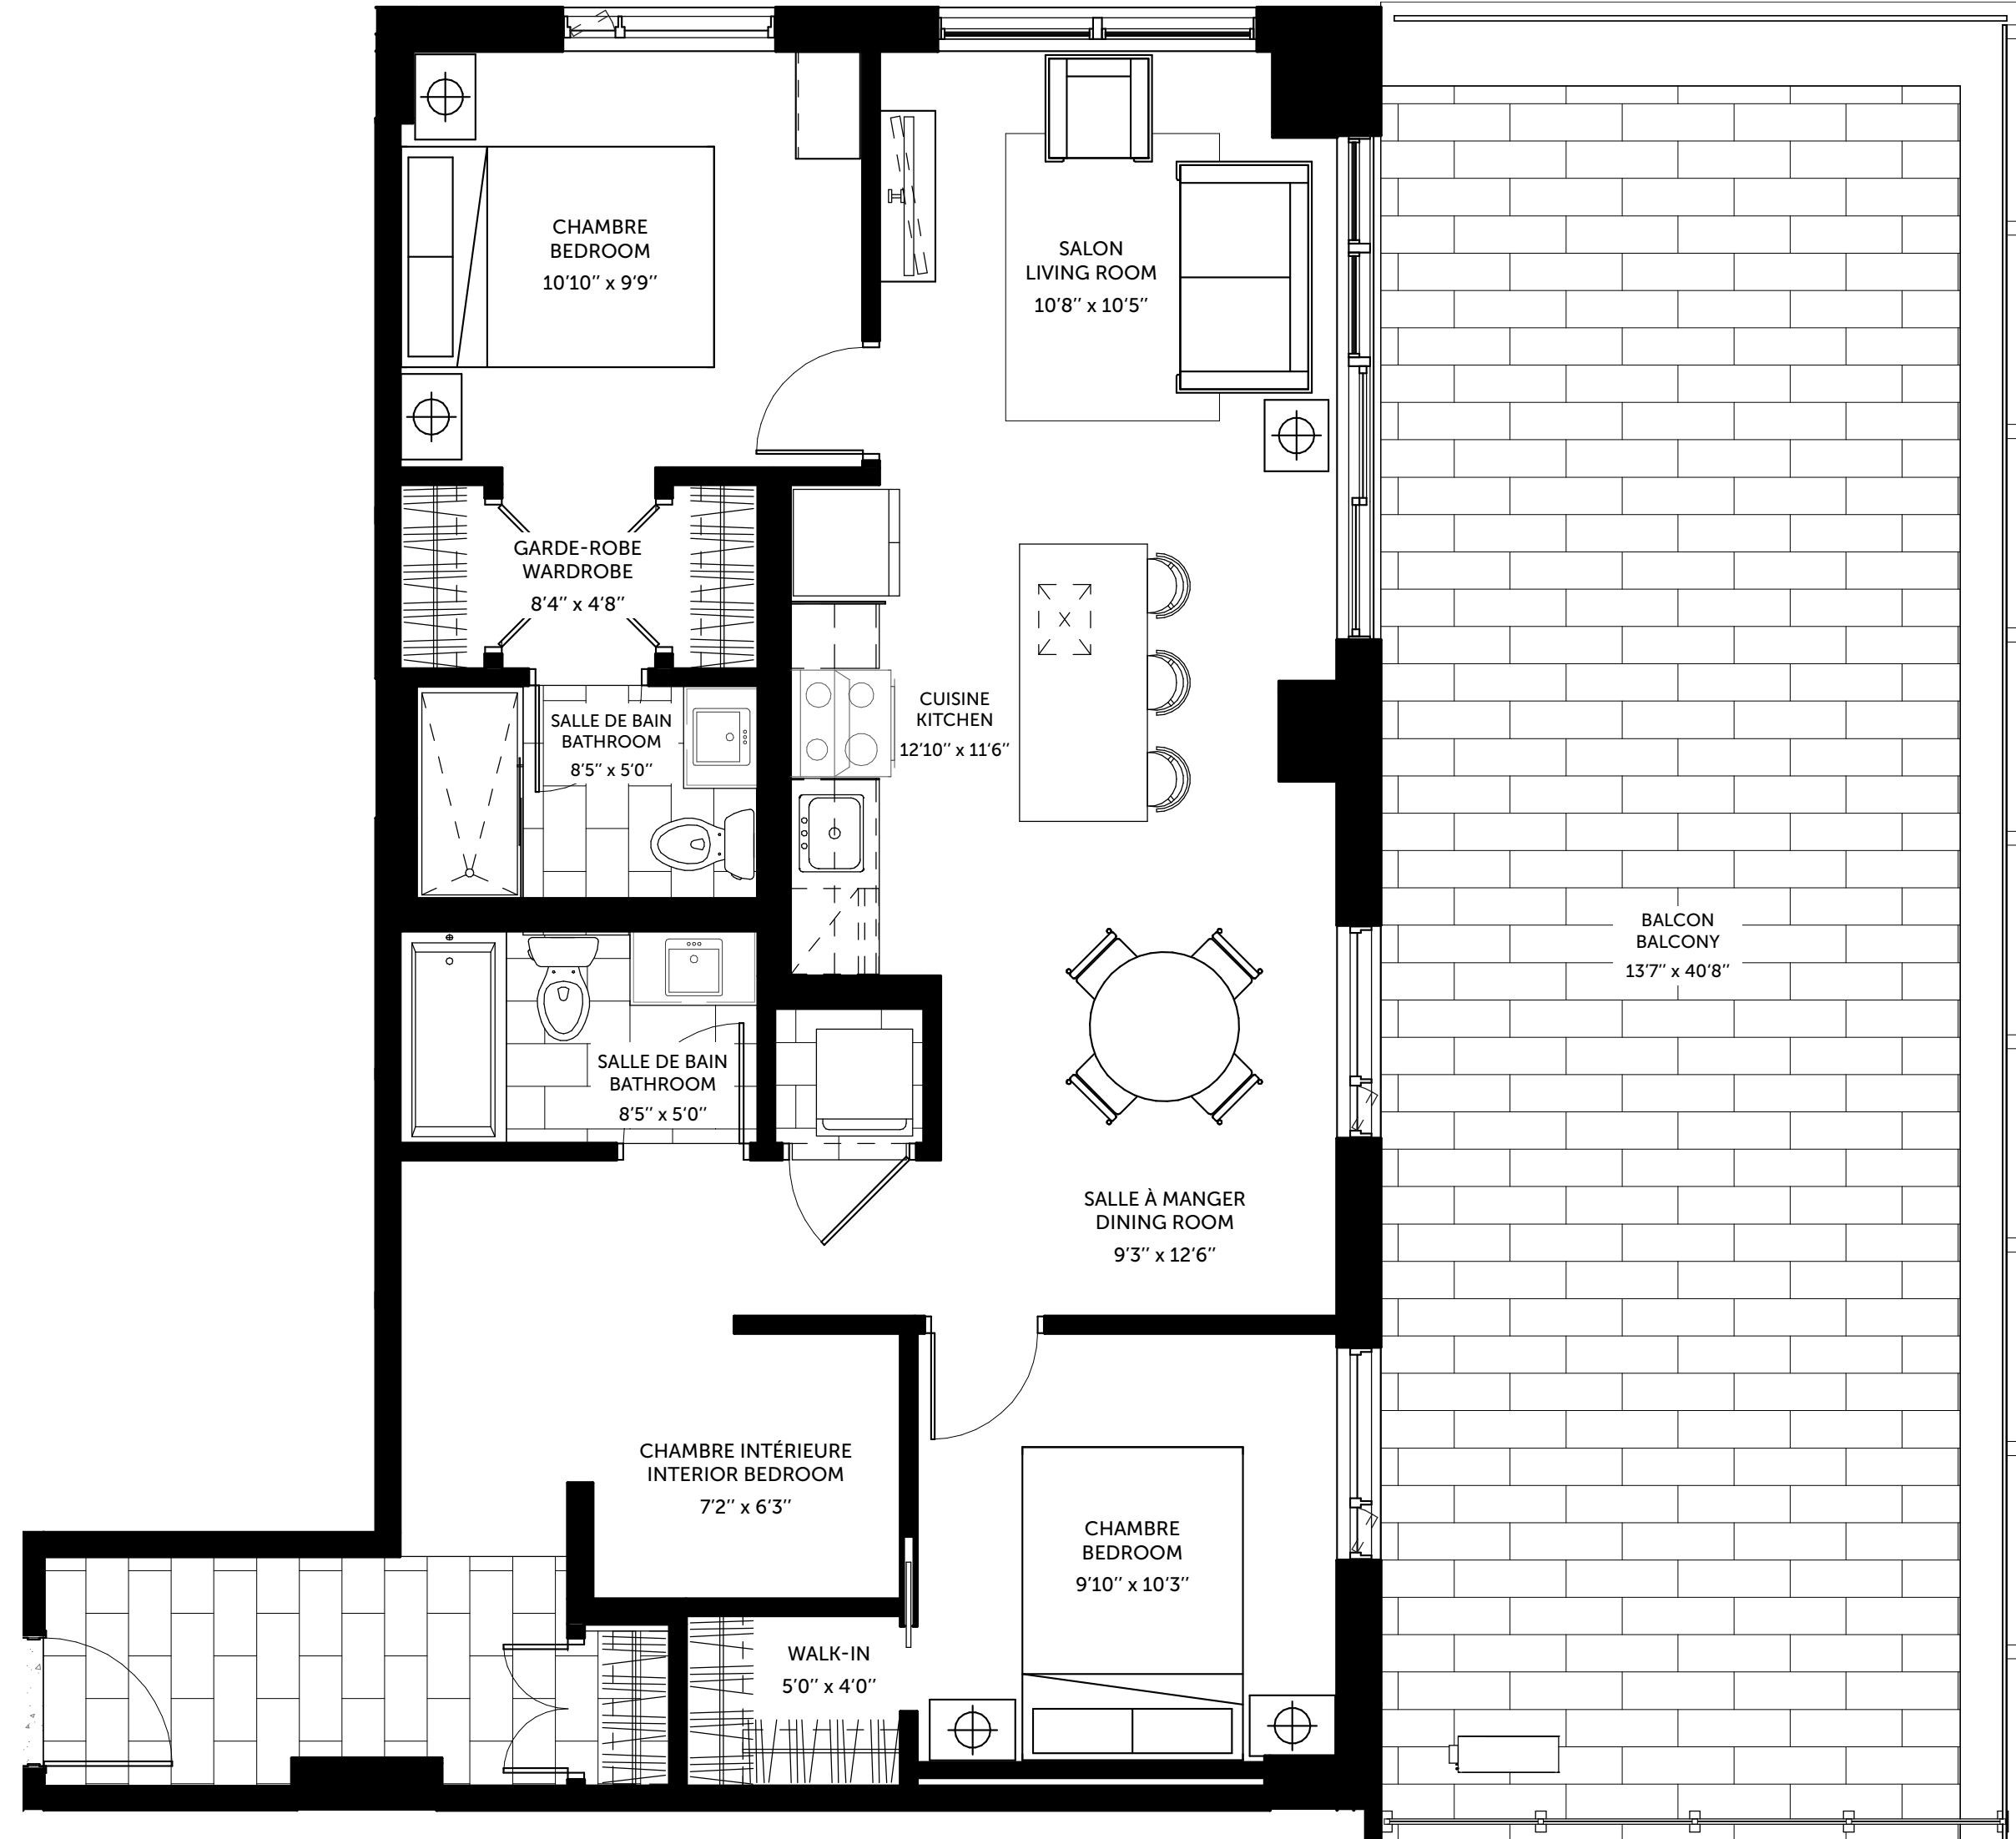 CHAMBRE
BEDROOM
10'10'' x 9'9''
SALON
LIVING ROOM
10'8'' x 10'5''
GARDE-ROBE
WARDROBE
8'4'' x 4'8''
SALLE DE BAIN
BATHROOM
8'5'' x 5'0''
CUISINE
KITCHEN
12'10'' x 11'6''
BALCON
BALCONY
13'7'' x 40'8''
SALLE DE BAIN
BATHROOM
8'5'' x 5'0''
SALLE À MANGER
DINING ROOM
9'3'' x 12'6''
CHAMBRE INTÉRIEURE
INTERIOR BEDROOM
7'2'' x 6'3''
CHAMBRE
BEDROOM
9'10'' x 10'3''
WALK-IN
5'0'' x 4'0''